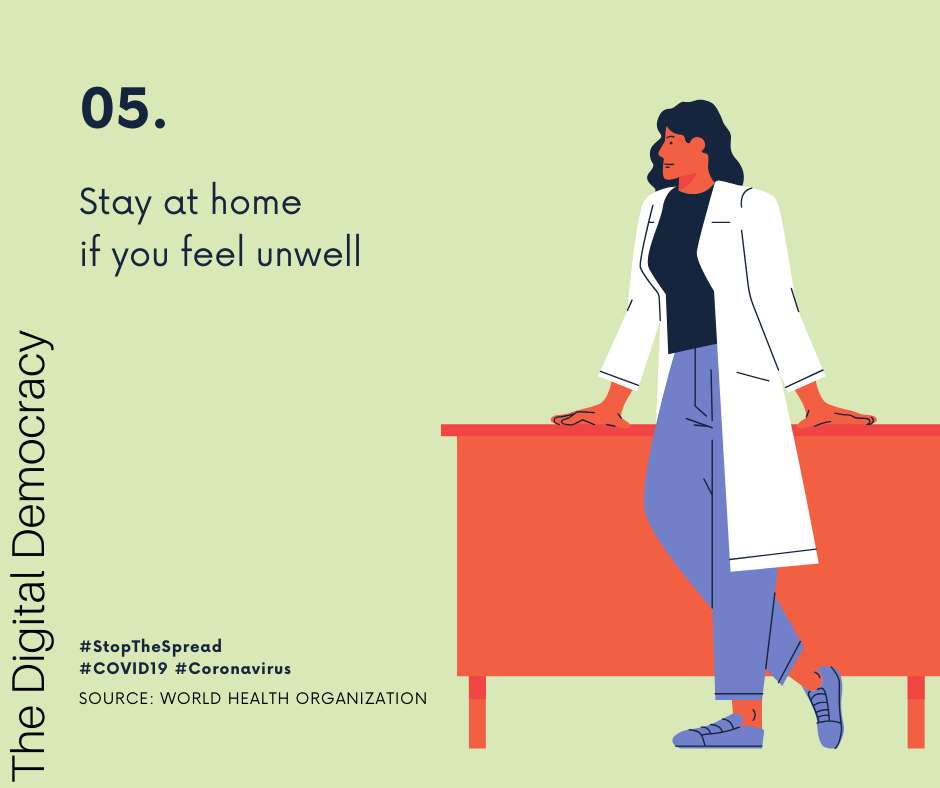 05.
Stay at home
if you feel unwell
The Digital Democracy
#StopTheSpread
#COVID19 #Coronavirus
SOURCE: WORLD HEALTH ORGANIZATION